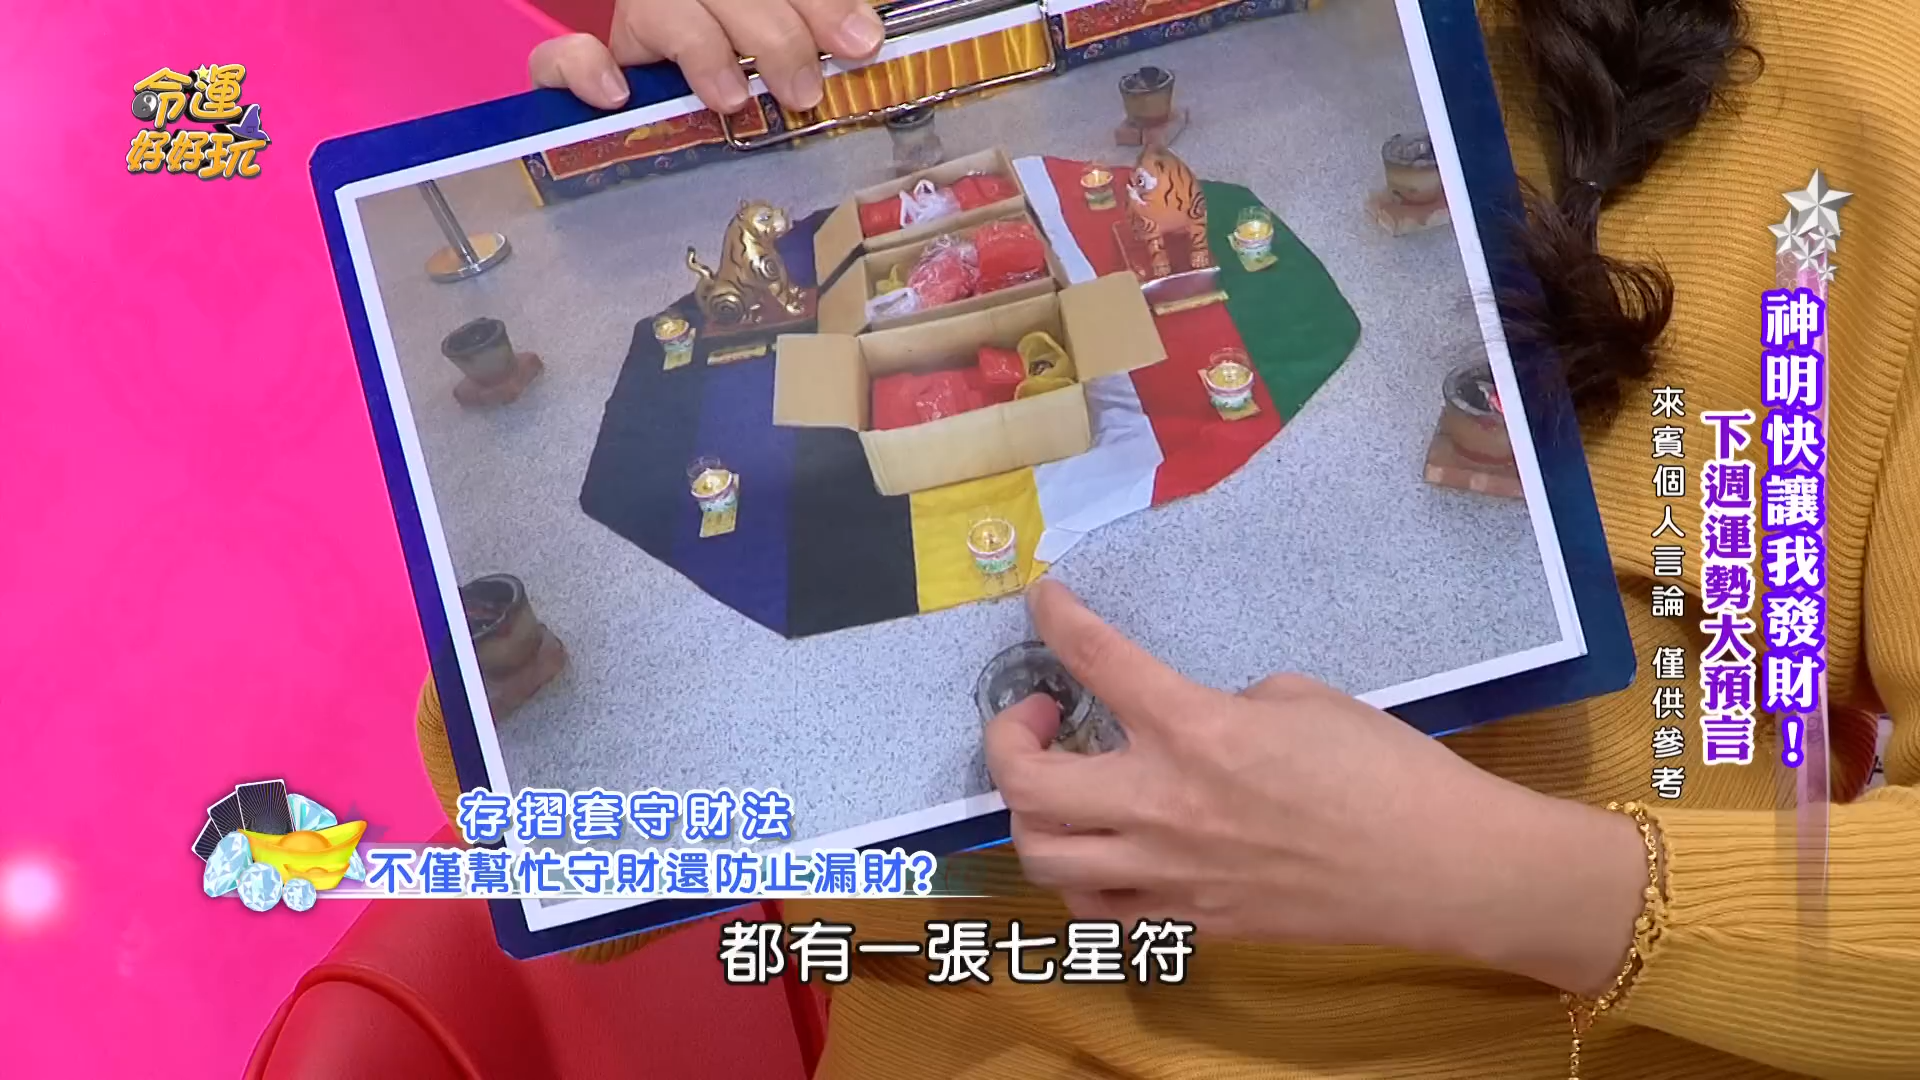 命運
好好玩
神明快讓我發財！
下週運勢大預言
來賓個人言論 僅供參考
存摺套守財法
不僅幫忙守財還防止漏財?
都有一張七星符